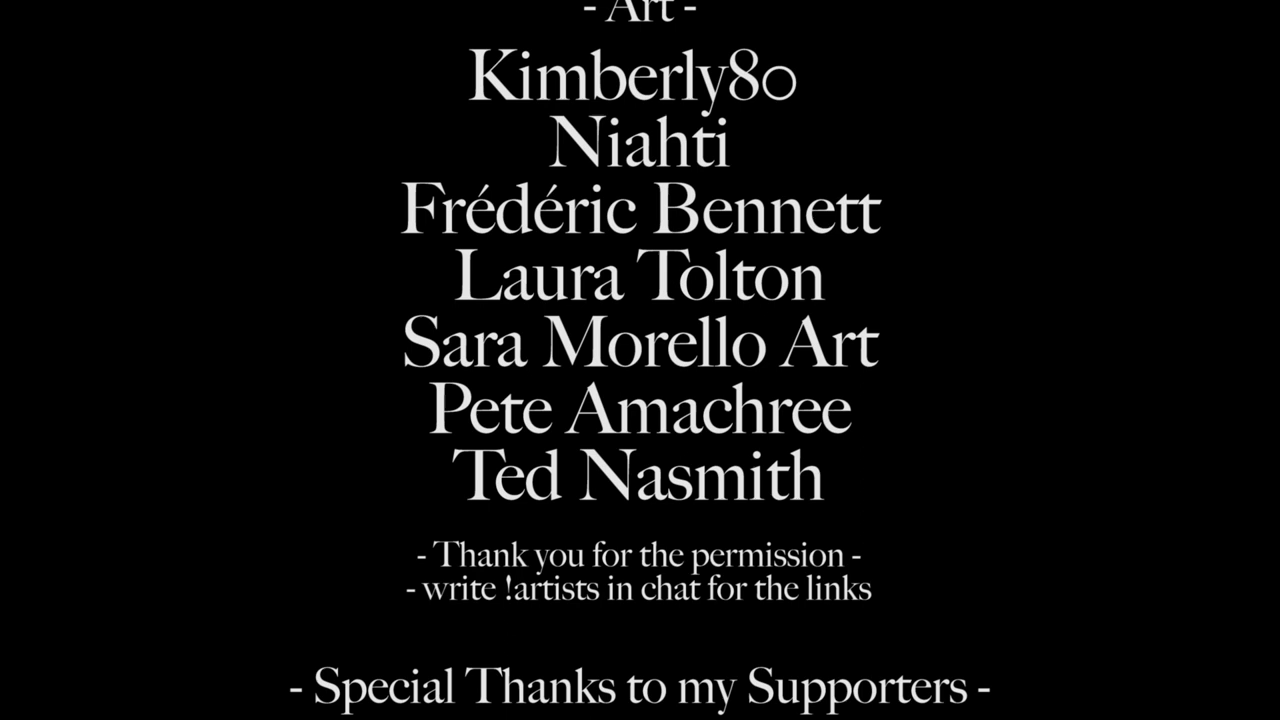 - Art -
Kimberly80
Niahti
Frédéric Bennett
Laura Tolton
Sara Morello Art
Pete Amachree
Ted Nasmith
- Thank you for the permission -
- write !artists in chat for the links
- Special Thanks to my Supporters -